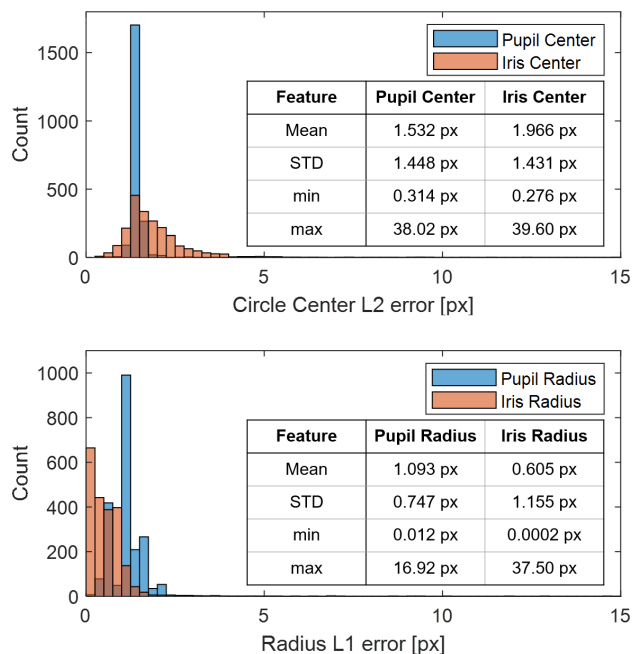 1500
1000
500
0
Count
Pupil Center
Iris Center
Feature Pupil Center Iris Center
Mean 1.532 px 1.966 px
STD 1.448 px 1.431 px
min 0.314 px 0.276 px
max 38.02 px 39.60 px
0 5 10 15
Circle Center L2 error [px]
1000
800
600
400
200
0
Count
Pupil Radius
Iris Radius
Feature Pupil Radius Iris Radius
Mean 1.093 px 0.605 px
STD 0.747 px 1.155 px
min 0.012 px 0.0002 px
max 16.92 px 37.50 px
0 5 10 15
Radius L1 error [px]